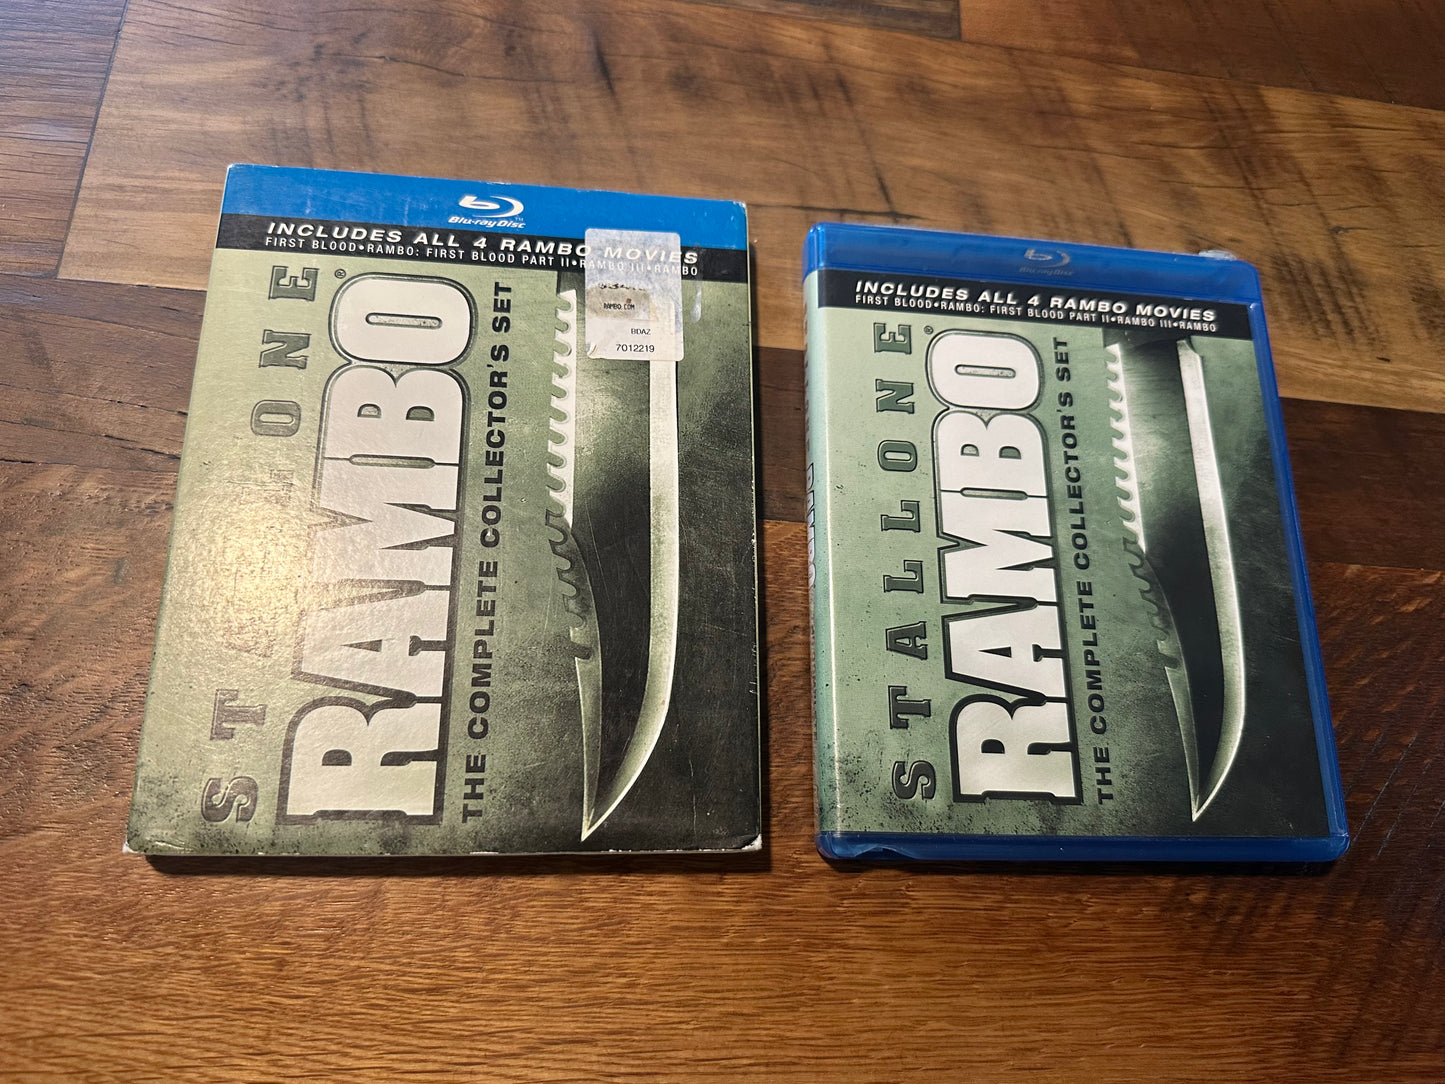 Blu-ray Disc™
INCLUDES ALL 4 RAMBO MOVIES
FIRST BLOOD•RAMBO: FIRST BLOOD PART II•RAMBO III•RAMBO
RAMBO COM
BDAZ
7012219
STALLONE
RAMBO®
THE COMPLETE COLLECTOR'S SET
Blu-ray Disc
INCLUDES ALL 4 RAMBO MOVIES
FIRST BLOOD•RAMBO: FIRST BLOOD PART II•RAMBO III•RAMBO
STALLONE
RAMBO®
THE COMPLETE COLLECTOR'S SET